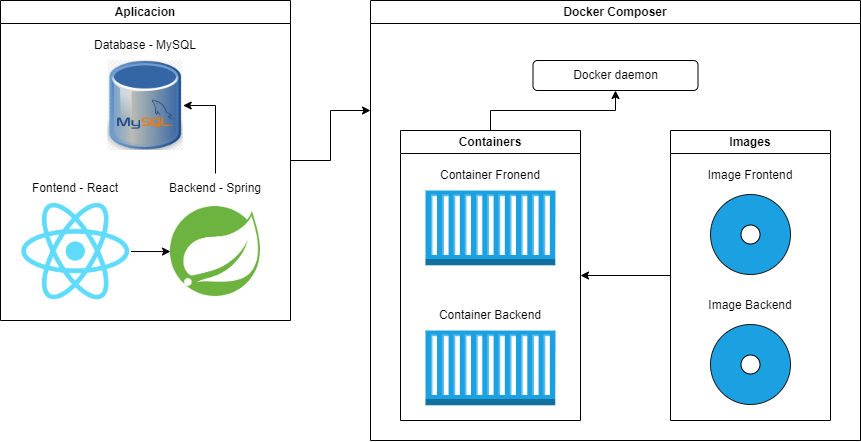 Aplicacion
Database - MySQL
MySQL
Fontend - React
Backend - Spring
Docker Composer
Docker daemon
Containers
Container Fronend
Container Backend
Images
Image Frontend
Image Backend